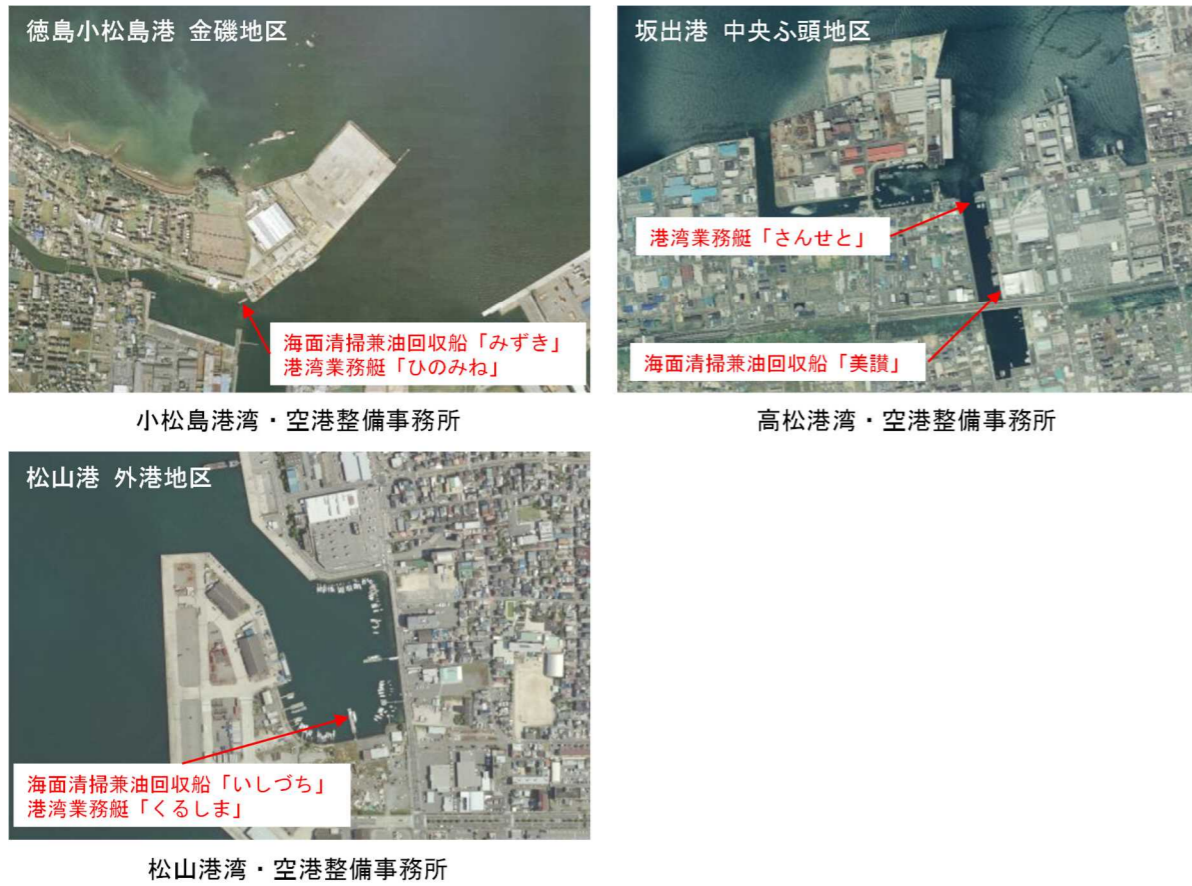 徳島小松島港 金磯地区
海面清掃兼油回収船「みずき」
港湾業務艇「ひのみね」
小松島港湾・空港整備事務所
坂出港 中央ふ頭地区
港湾業務艇「さんせと」
海面清掃兼油回収船「美讃」
高松港湾・空港整備事務所
松山港 外港地区
海面清掃兼油回収船「いしづち」
港湾業務艇「くるしま」
松山港湾・空港整備事務所